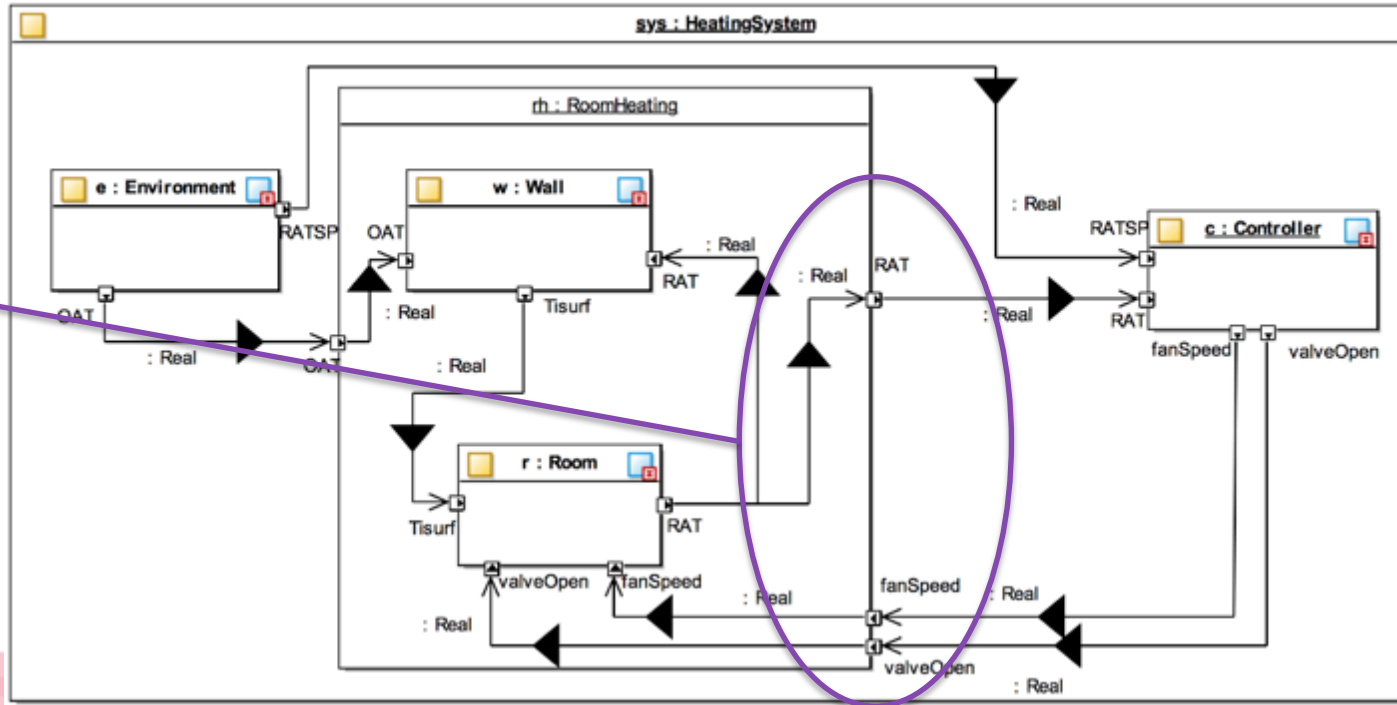 sys : HeatingSystem
rh : RoomHeating
e : Environment
w : Wall
: Real
c : Controller
RATSP
OAT
RATSP
: Real
RAT
: Real
RAT
RAT
Tisurf
: Real
: Real
OAT
: Real
OAT
: Real
fanSpeed
valveOpen
r : Room
Tisurf
RAT
valveOpen
fanSpeed
fanSpeed
: Real
: Real
: Real
valveOpen
: Real